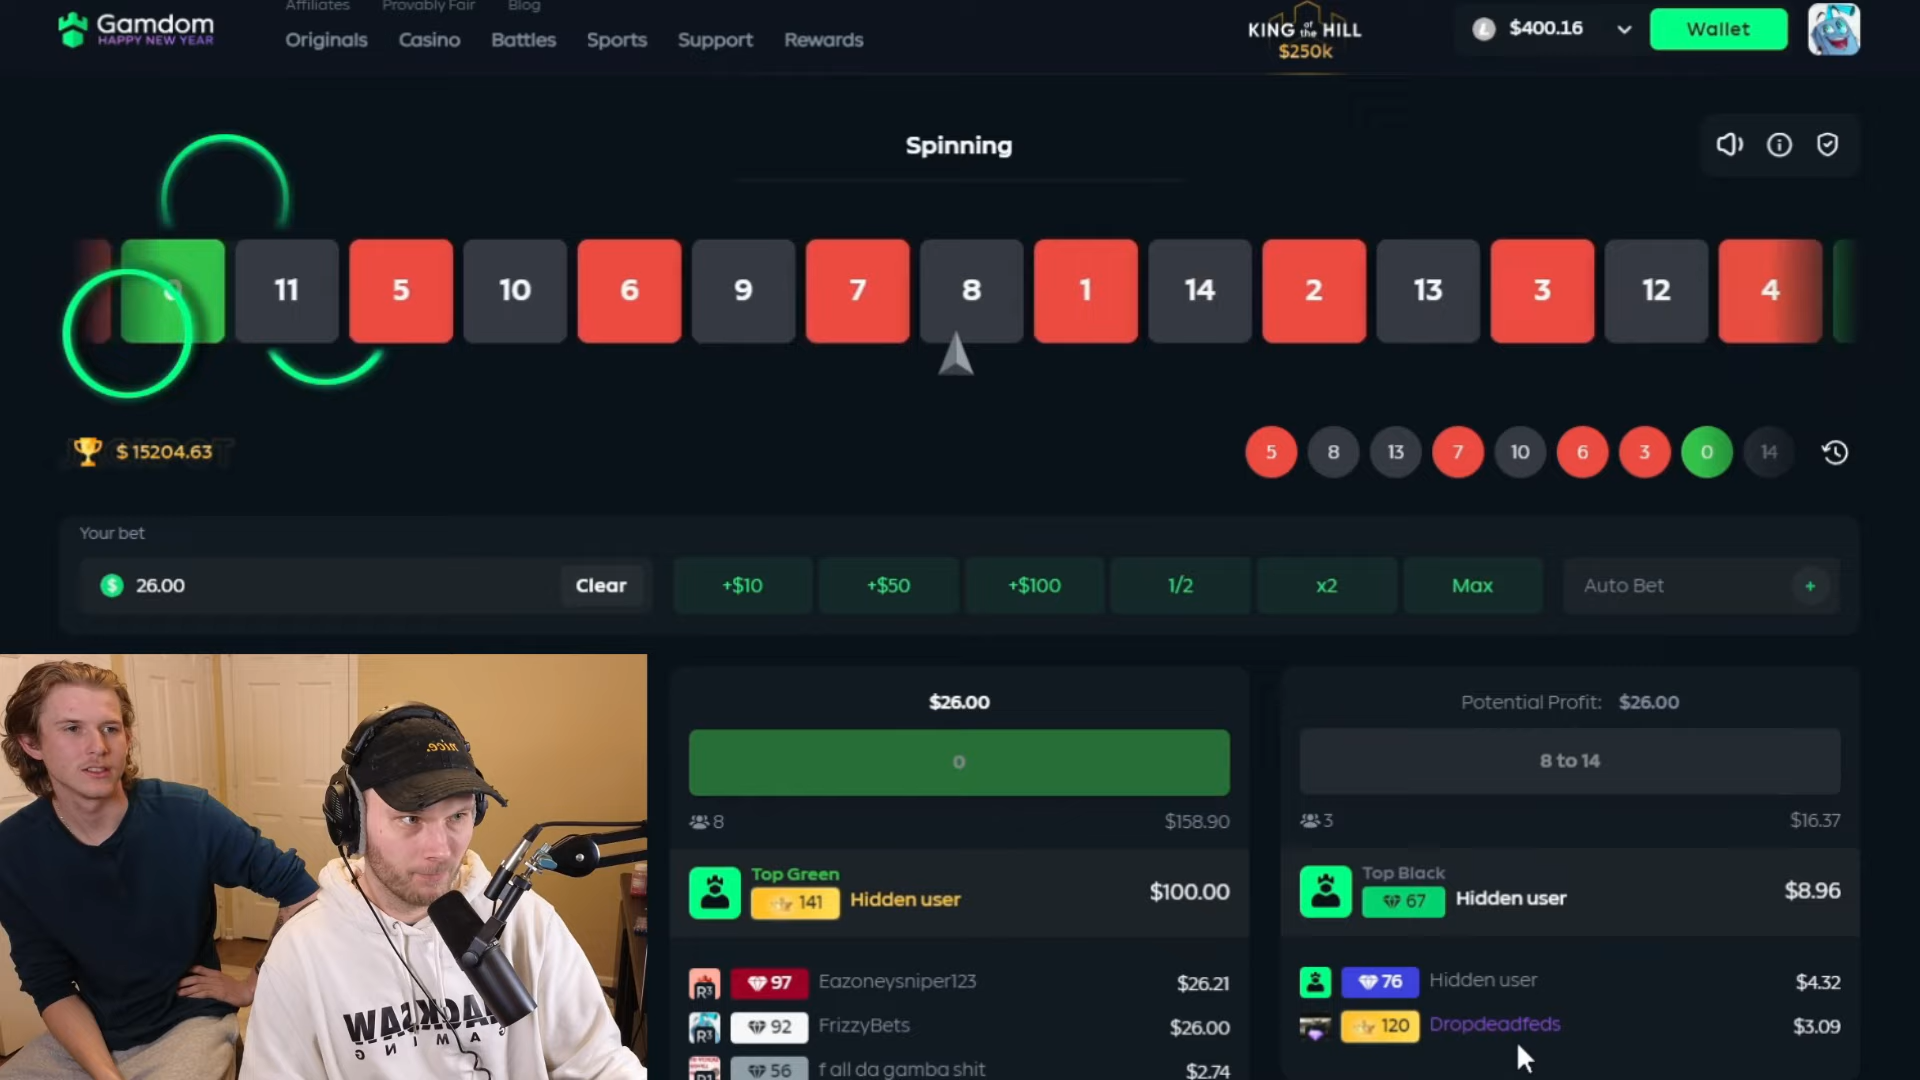 Affiliates Provably Fair Blog
Gamdom
HAPPY NEW YEAR
Originals Casino Battles Sports Support Rewards
KING of the HILL
$250k
$400.16
Wallet
Spinning
0 11 5 10 6 9 7 8 1 14 2 13 3 12 4
$ 15204.63
5 8 13 7 10 6 3 0 14
Your bet
26.00
Clear
+$10 +$50 +$100 1/2 x2 Max
Auto Bet +
$26.00
0
8 $158.90
Top Green
141 Hidden user $100.00
97 Eazoneysniper123 $26.21
92 FrizzyBets $26.00
56 f all da gamba shit $2.74
Potential Profit: $26.00
8 to 14
3 $16.37
Top Black
67 Hidden user $8.96
76 Hidden user $4.32
120 Dropdeadfeds $3.09
nice.